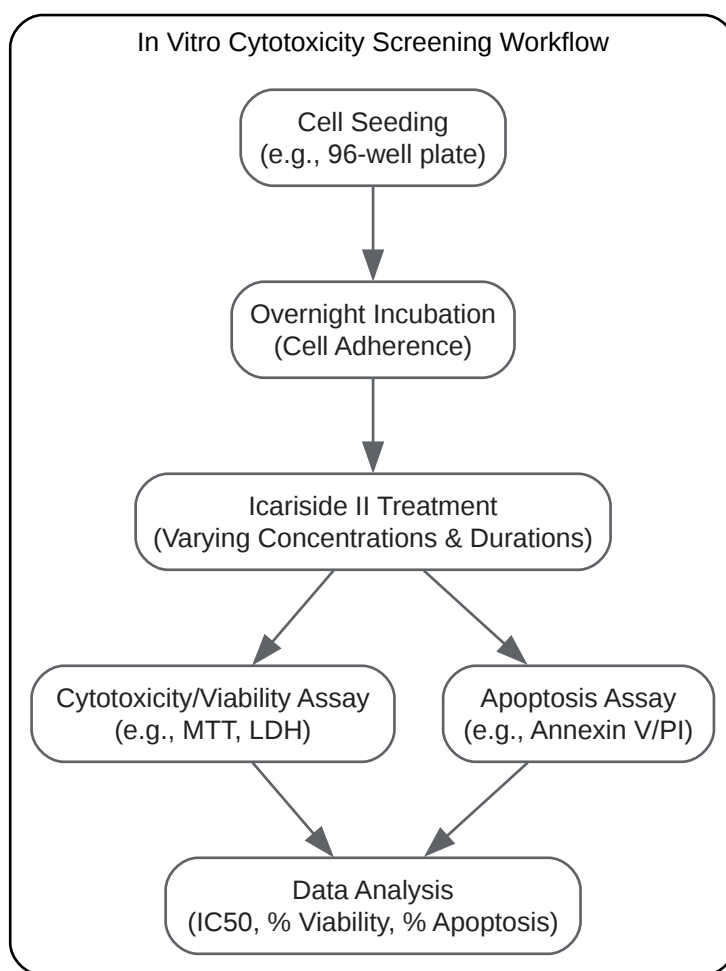 In Vitro Cytotoxicity Screening Workflow
Cell Seeding
(e.g., 96-well plate)
Overnight Incubation
(Cell Adherence)
Icariside II Treatment
(Varying Concentrations & Durations)
Cytotoxicity/Viability Assay
(e.g., MTT, LDH)
Apoptosis Assay
(e.g., Annexin V/PI)
Data Analysis
(IC50, % Viability, % Apoptosis)